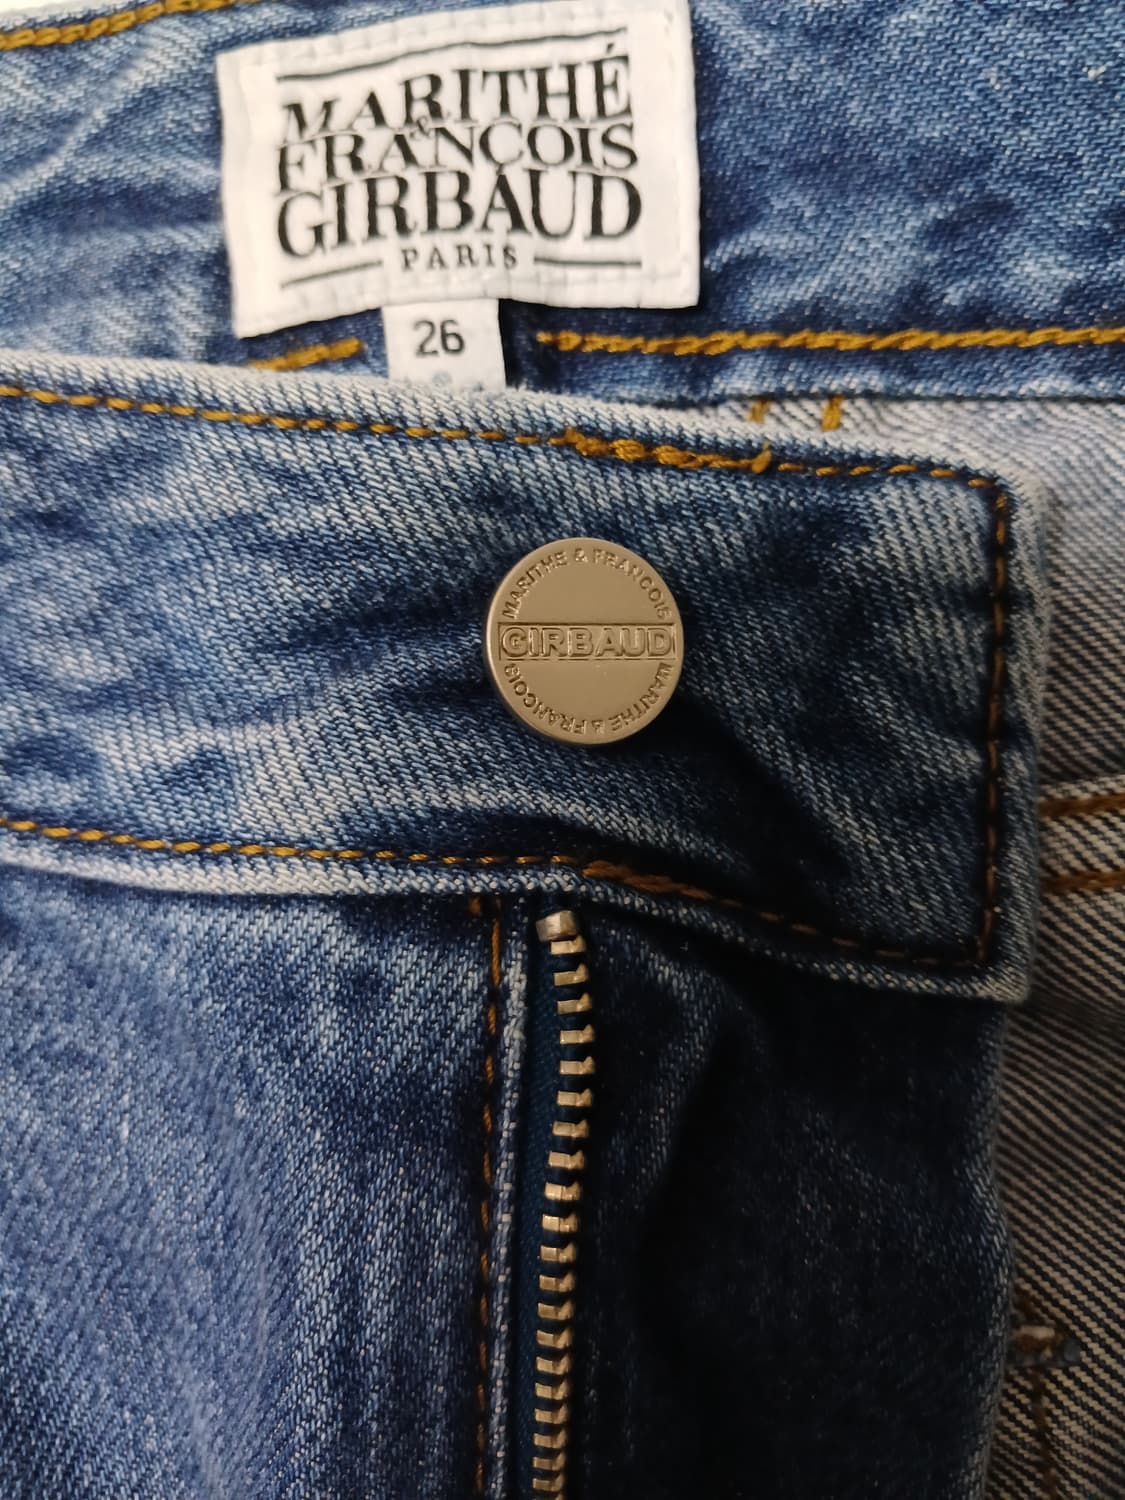 MARITHÉ
&
FRANÇOIS
GIRBAUD
PARIS
26
MARITHE & FRANCOIS
GIRBAUD
MARITHE & FRANCOIS